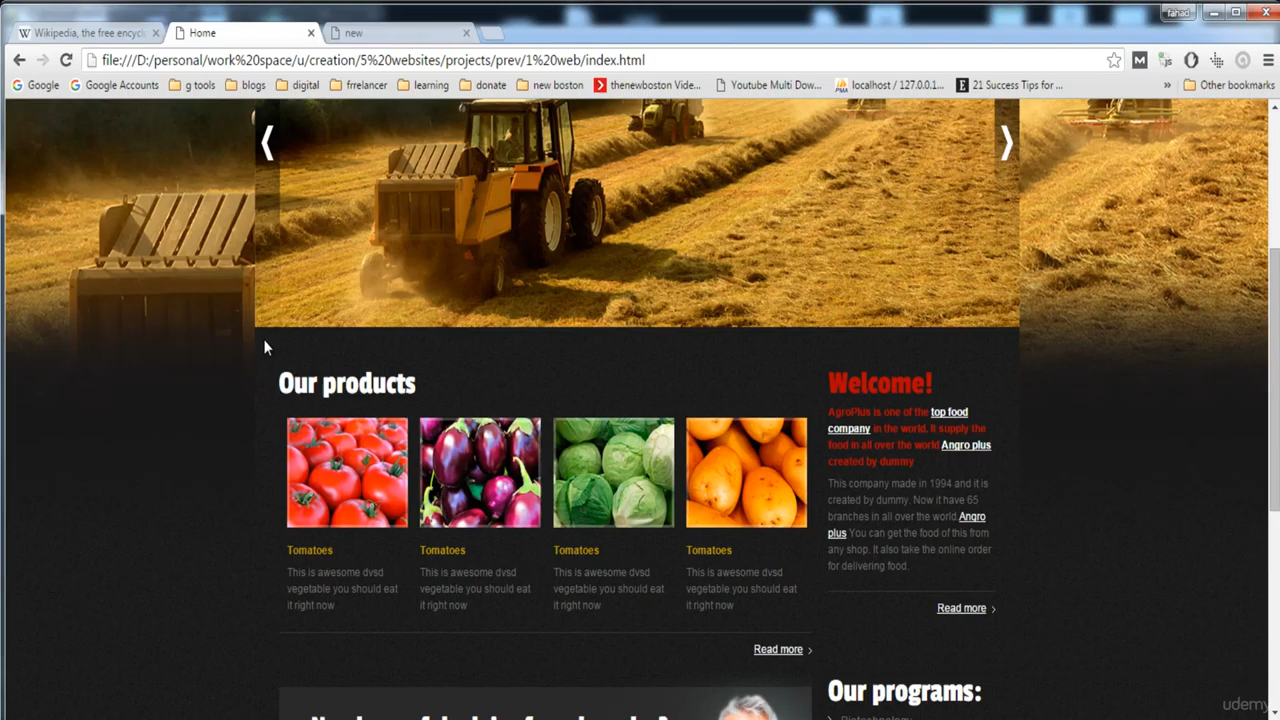 fahad
Wikipedia, the free encycl
Home
new
file:///D:/personal/work%20space/u/creation/5%20websites/projects/prev/1%20web/index.html
Google
Google Accounts
g tools
blogs
digital
frrelancer
learning
donate
new boston
thenewboston Vide...
Youtube Multi Dow...
localhost / 127.0.0.1...
21 Success Tips for ...
»
Other bookmarks
Our products
Tomatoes
This is awesome dvsd
vegetable you should eat
it right now
Tomatoes
This is awesome dvsd
vegetable you should eat
it right now
Tomatoes
This is awesome dvsd
vegetable you should eat
it right now
Tomatoes
This is awesome dvsd
vegetable you should eat
it right now
Read more
Welcome!
AgroPlus is one of the top food
company in the world. It supply the
food in all over the world Angro plus
created by dummy
This company made in 1994 and it is
created by dummy. Now it have 65
branches in all over the world Angro
plus You can get the food of this from
any shop. It also take the online order
for delivering food.
Read more
Our programs:
Biotechnology
udemy